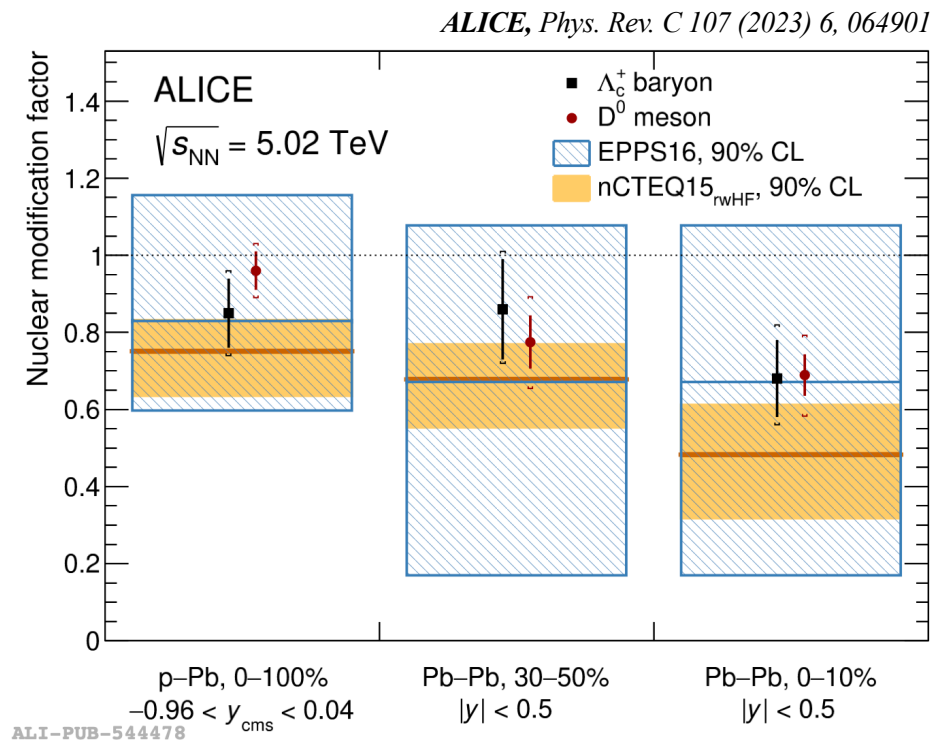 ALICE, Phys. Rev. C 107 (2023) 6, 064901
Nuclear modification factor
ALICE
√sNN = 5.02 TeV
Λc+ baryon
D0 meson
EPPS16, 90% CL
nCTEQ15rwHF, 90% CL
1.4
1.2
1
0.8
0.6
0.4
0.2
0
p–Pb, 0–100%
−0.96 < ycms < 0.04
Pb–Pb, 30–50%
|y| < 0.5
Pb–Pb, 0–10%
|y| < 0.5
ALI-PUB-544478